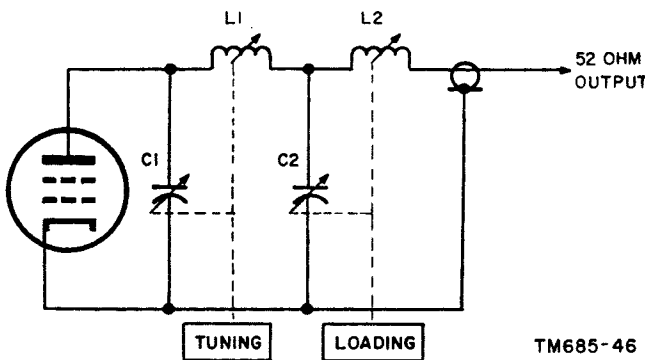 L1
L2
52 OHM
OUTPUT
C1
C2
TUNING
LOADING
TM685-46